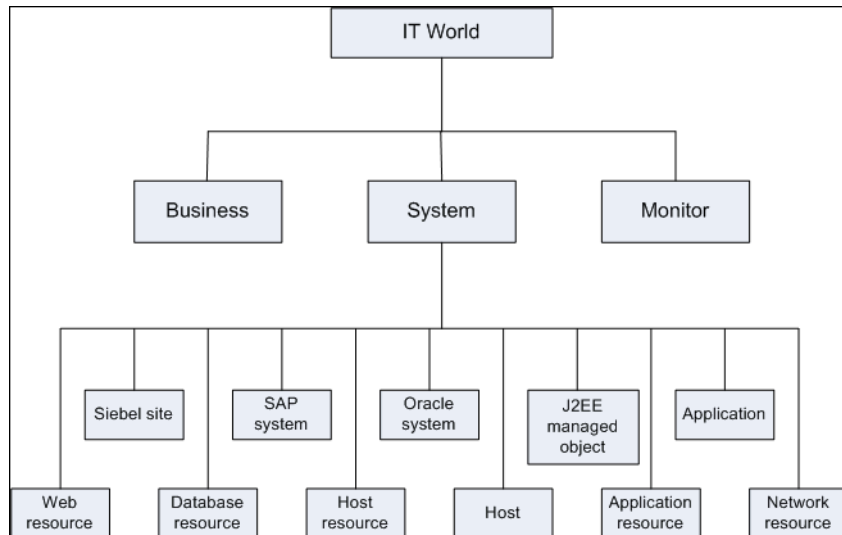 IT World
Business
System
Monitor
Siebel site
SAP
system
Oracle
system
J2EE
managed
object
Application
Web
resource
Database
resource
Host
resource
Host
Application
resource
Network
resource